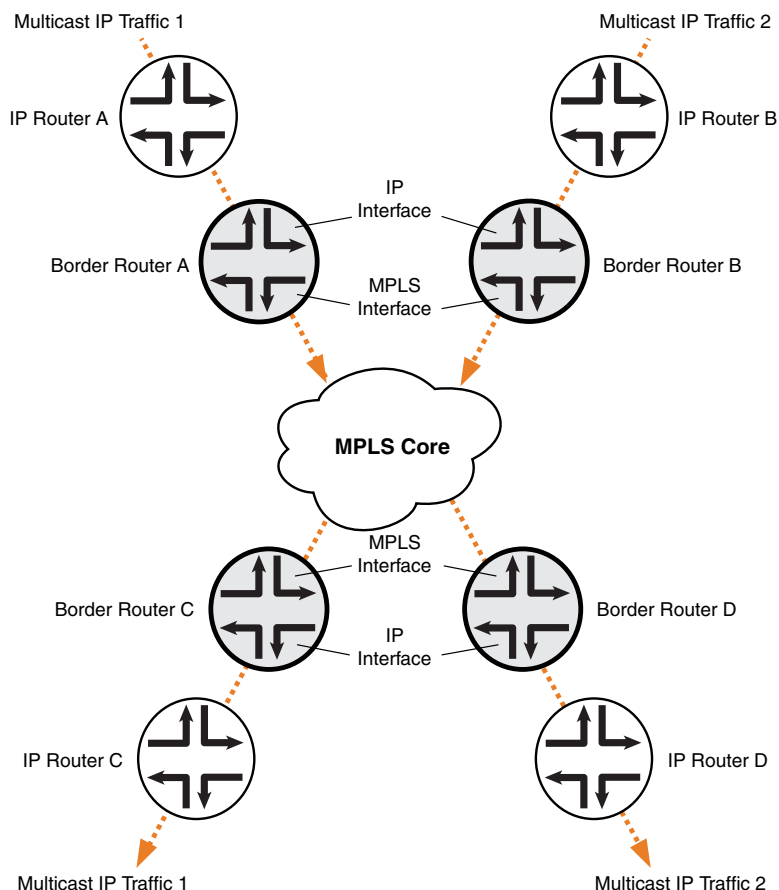 Multicast IP Traffic 1
Multicast IP Traffic 2
IP Router A
IP Router B
IP
Interface
Border Router A
Border Router B
MPLS
Interface
MPLS Core
MPLS
Interface
Border Router C
Border Router D
IP
Interface
IP Router C
IP Router D
Multicast IP Traffic 1
Multicast IP Traffic 2